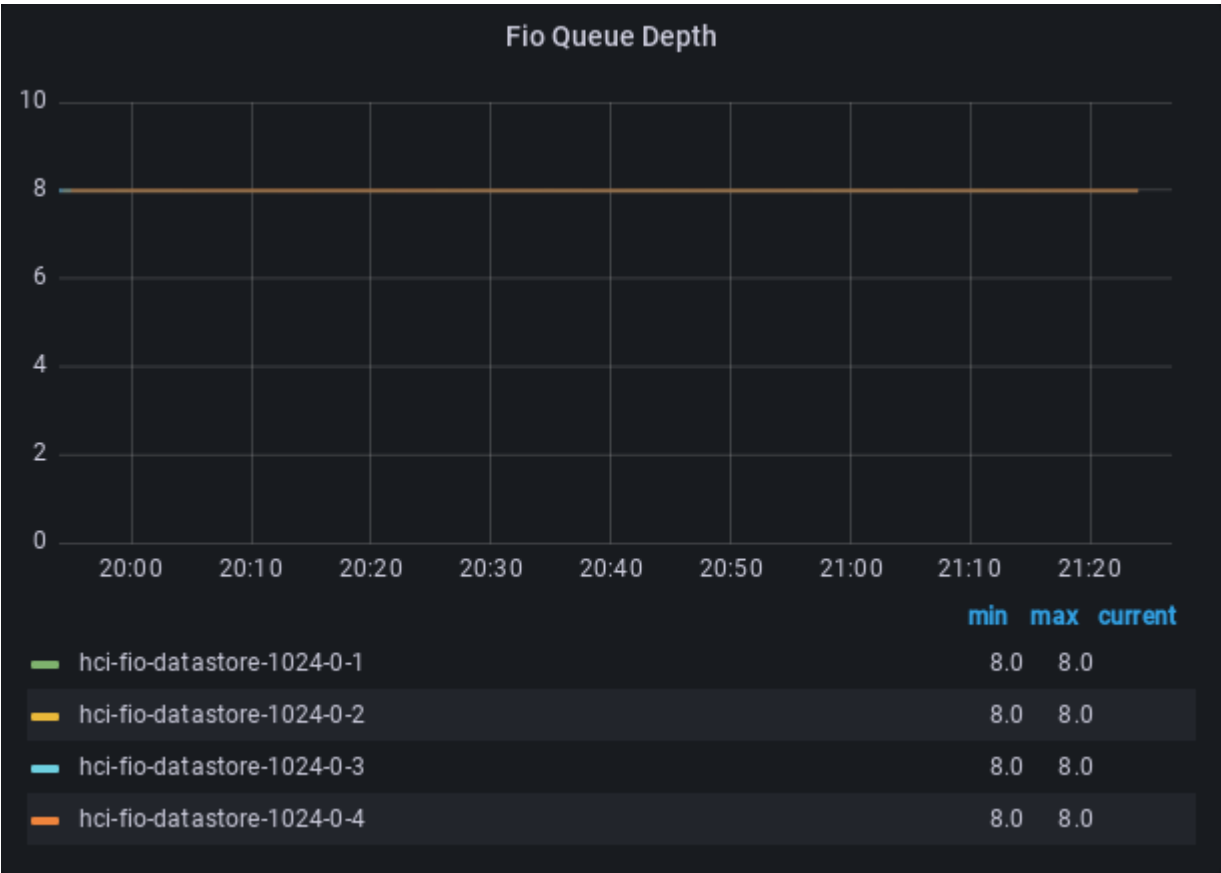 Fio Queue Depth
10
8
6
4
2
0
20:00 20:10 20:20 20:30 20:40 20:50 21:00 21:10 21:20
min max current
hci-fio-datastore-1024-0-1 8.0 8.0
hci-fio-datastore-1024-0-2 8.0 8.0
hci-fio-datastore-1024-0-3 8.0 8.0
hci-fio-datastore-1024-0-4 8.0 8.0